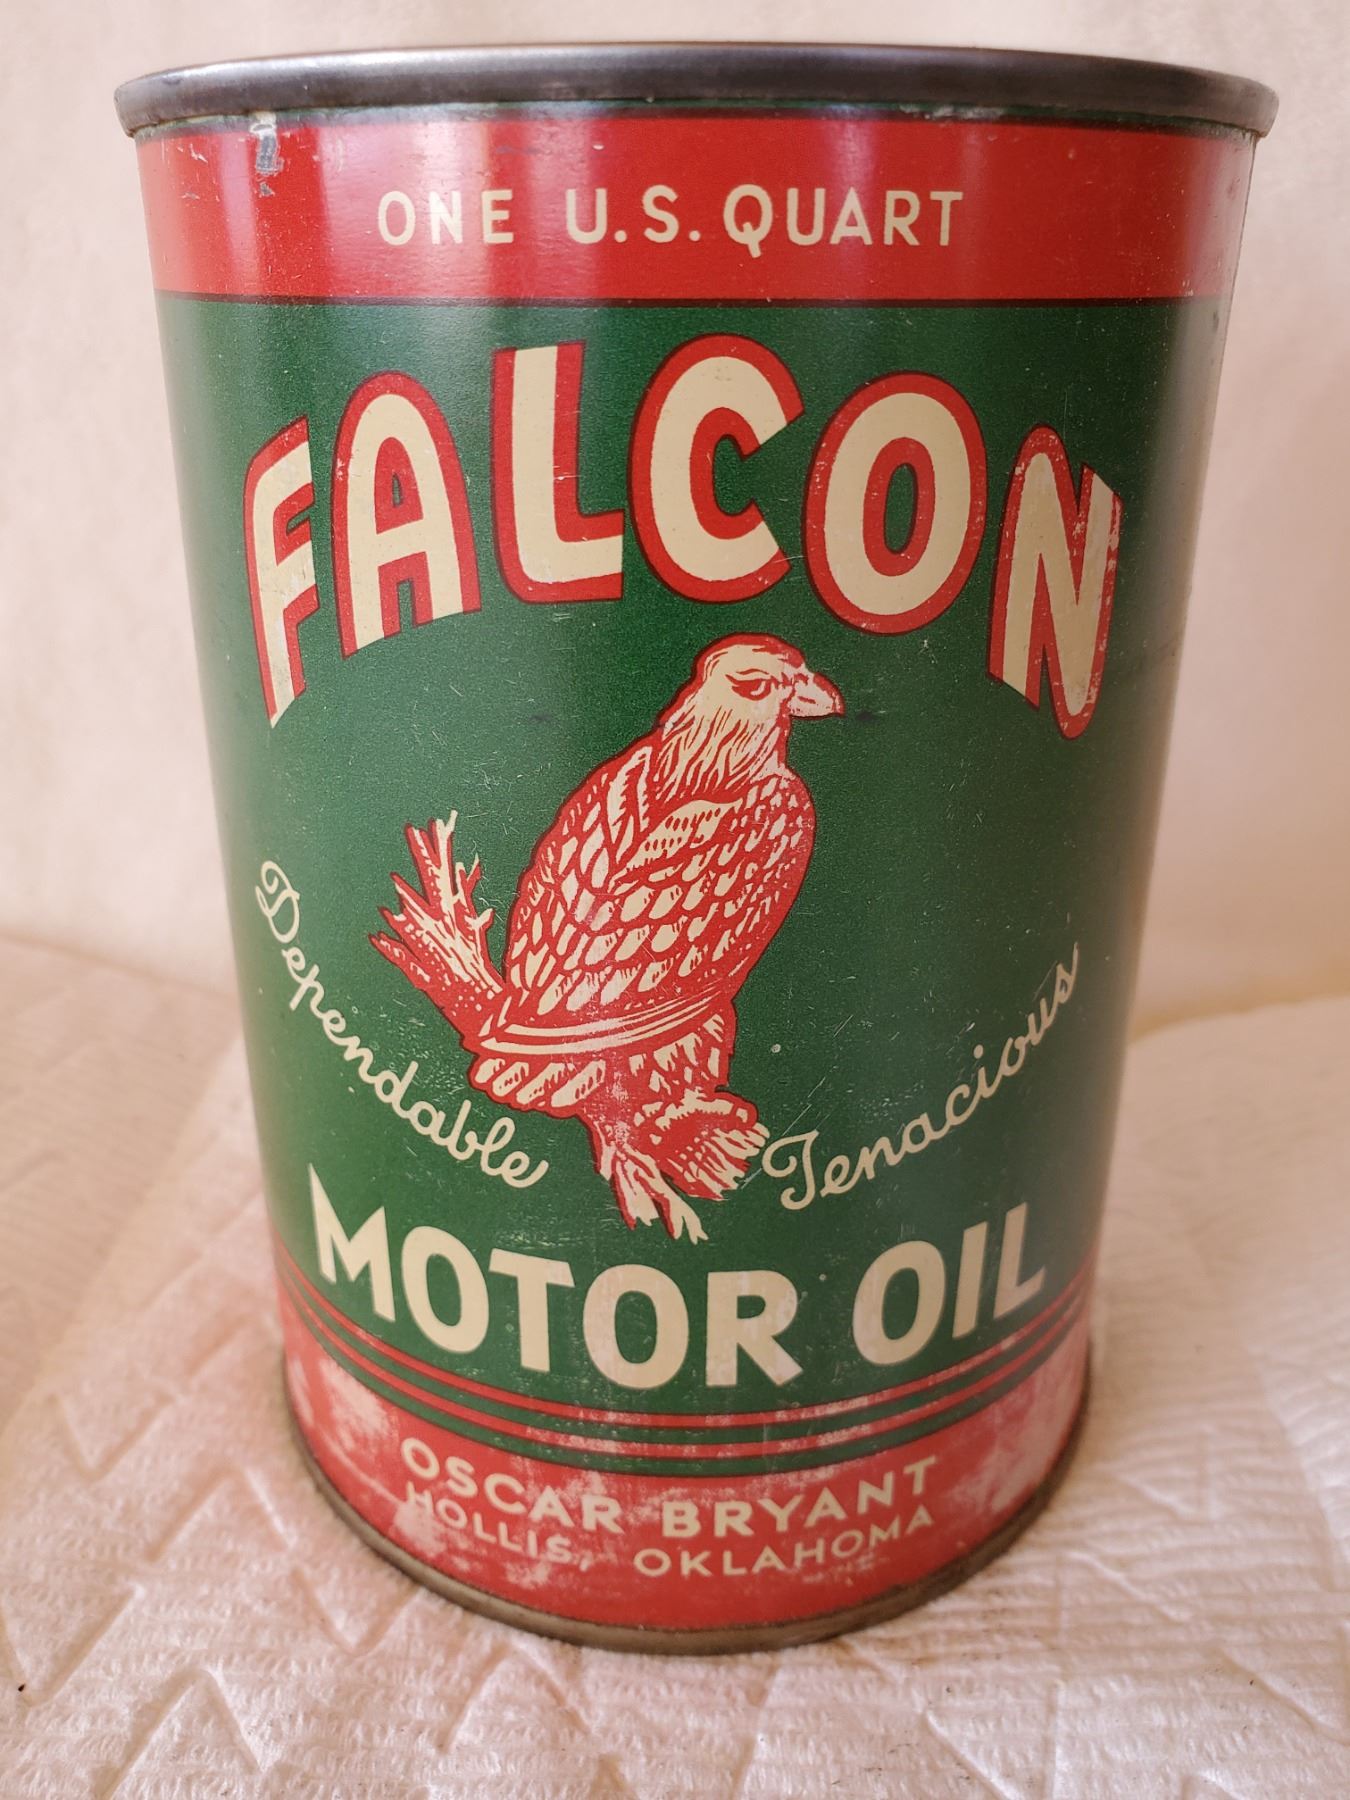 ONE U.S. QUART
FALCON
Dependable
Tenacious
MOTOR OIL
OSCAR BRYANT
HOLLIS, OKLAHOMA